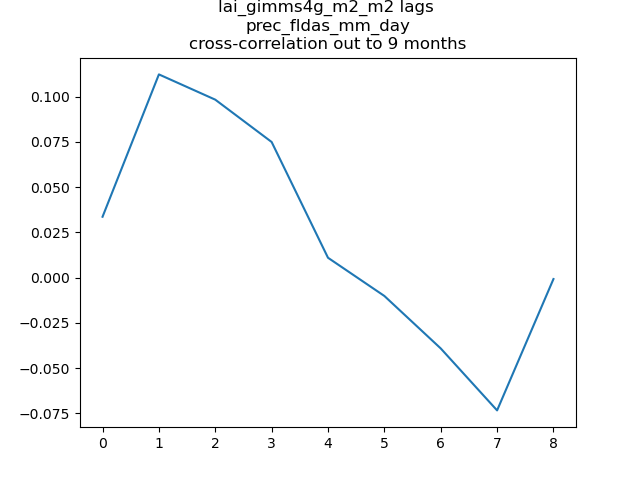 lai_gimms4g_m2_m2 lags
prec_fldas_mm_day
cross-correlation out to 9 months
0.100
0.075
0.050
0.025
0.000
−0.025
−0.050
−0.075
0 1 2 3 4 5 6 7 8